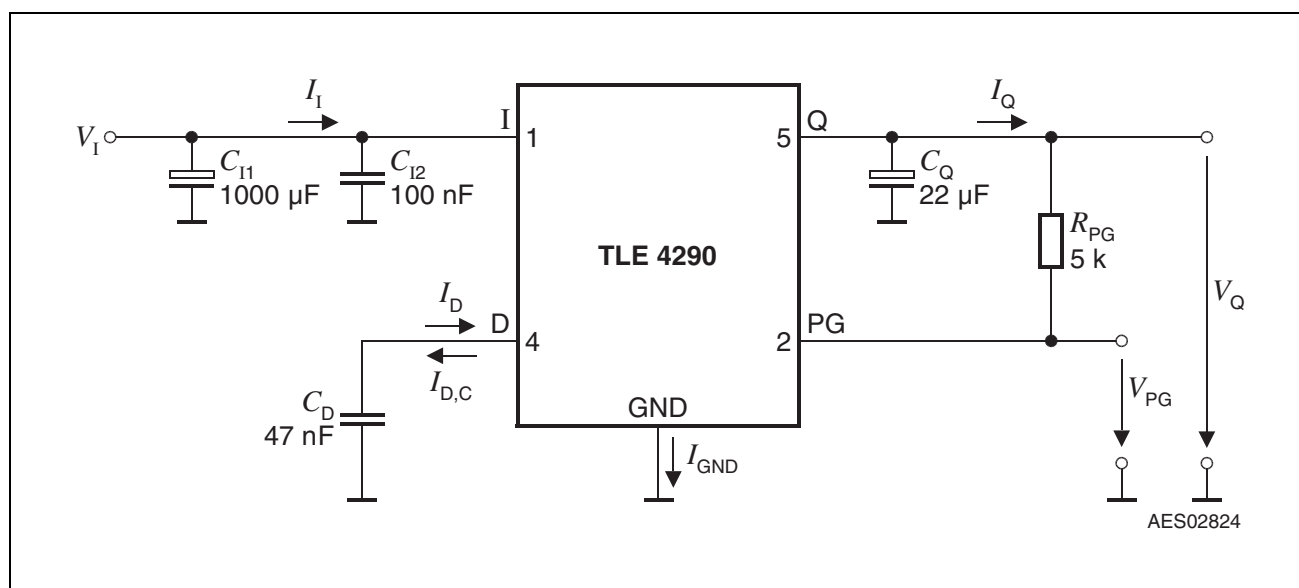 I_I
I_Q
V_I
I
1
5
Q
C_I1
1000 µF
C_I2
100 nF
C_Q
22 µF
R_PG
5 k
TLE 4290
V_Q
I_D
D
4
I_D,C
PG
2
V_PG
C_D
47 nF
GND
I_GND
AES02824